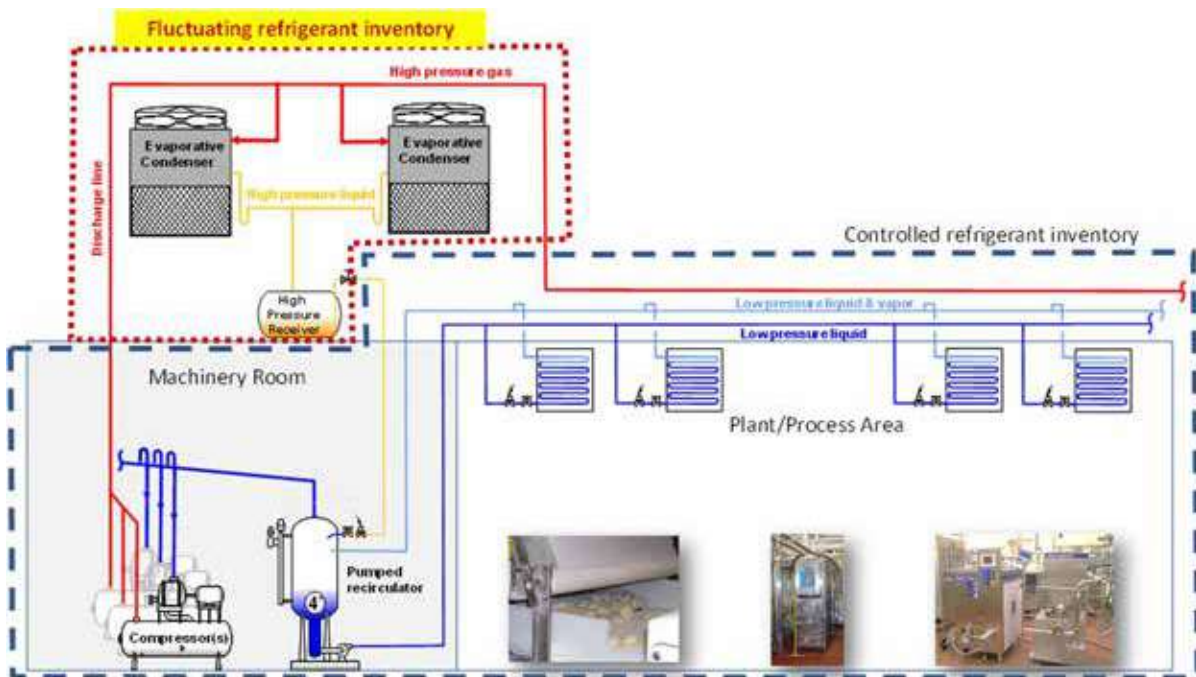 Fluctuating refrigerant inventory
High pressure gas
Evaporative
Condenser
Evaporative
Condenser
Discharge line
High pressure liquid
Controlled refrigerant inventory
High
Pressure
Receiver
Low pressure liquid & vapor
Low pressure liquid
Machinery Room
Plant/Process Area
Pumped
recirculator
4'
Compressor(s)